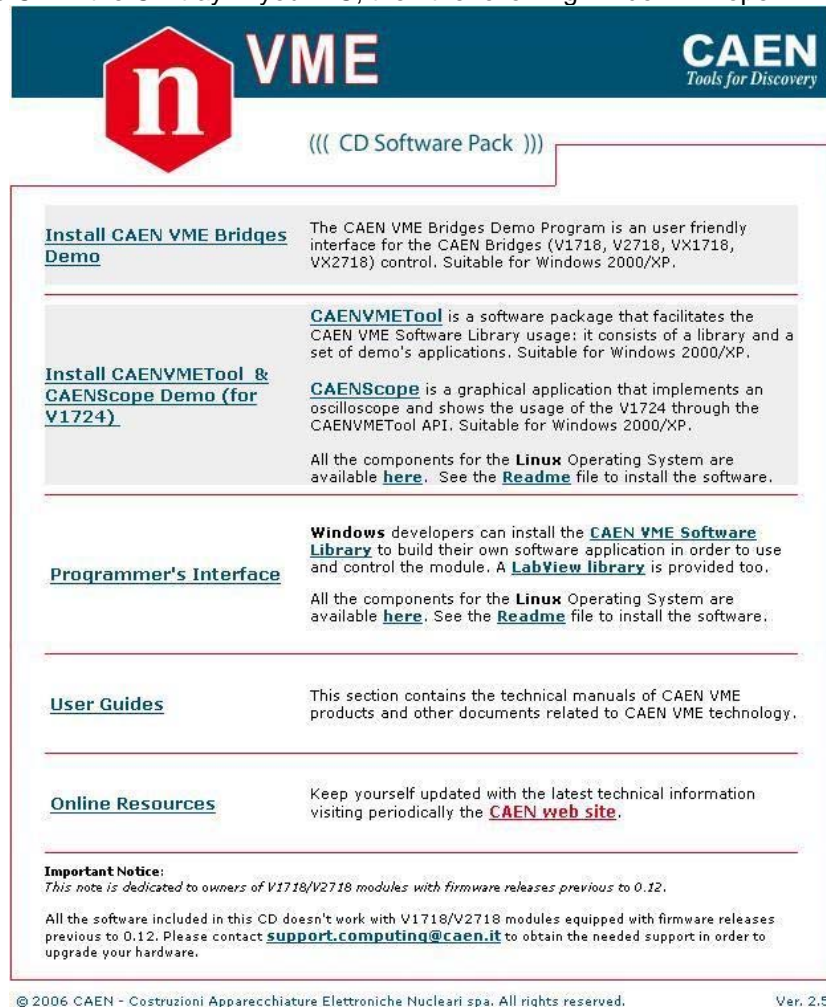 n VME
CAEN
Tools for Discovery
((( CD Software Pack )))
Install CAEN VME Bridges
Demo
The CAEN VME Bridges Demo Program is an user friendly
interface for the CAEN Bridges (V1718, V2718, VX1718,
VX2718) control. Suitable for Windows 2000/XP.
Install CAENVMETool &
CAENScope Demo (for
V1724)
CAENVMETool is a software package that facilitates the
CAEN VME Software Library usage: it consists of a library and a
set of demo's applications. Suitable for Windows 2000/XP.
CAENScope is a graphical application that implements an
oscilloscope and shows the usage of the V1724 through the
CAENVMETool API. Suitable for Windows 2000/XP.
All the components for the Linux Operating System are
available here. See the Readme file to install the software.
Programmer's Interface
Windows developers can install the CAEN VME Software
Library to build their own software application in order to use
and control the module. A LabView library is provided too.
All the components for the Linux Operating System are
available here. See the Readme file to install the software.
User Guides
This section contains the technical manuals of CAEN VME
products and other documents related to CAEN VME technology.
Online Resources
Keep yourself updated with the latest technical information
visiting periodically the CAEN web site.
Important Notice:
This note is dedicated to owners of V1718/V2718 modules with firmware releases previous to 0.12.
All the software included in this CD doesn't work with V1718/V2718 modules equipped with firmware releases
previous to 0.12. Please contact support.computing@caen.it to obtain the needed support in order to
upgrade your hardware.
© 2006 CAEN - Costruzioni Apparecchiature Elettroniche Nucleari spa. All rights reserved.
Ver. 2.5